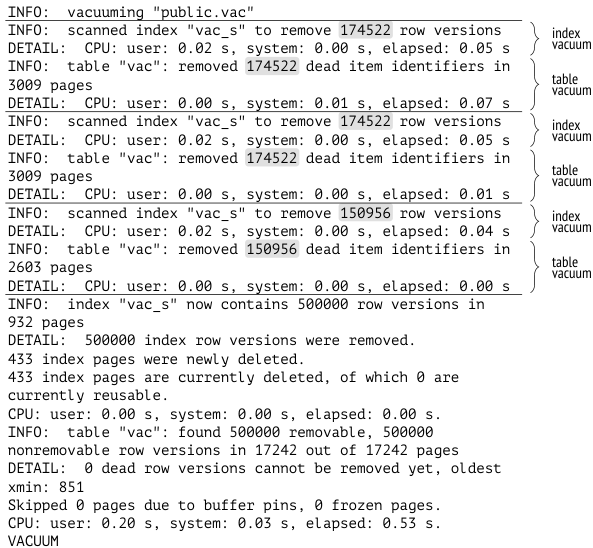 INFO:  vacuuming "public.vac"
INFO:  scanned index "vac_s" to remove 174522 row versions
DETAIL:  CPU: user: 0.02 s, system: 0.00 s, elapsed: 0.05 s
index
vacuum
INFO:  table "vac": removed 174522 dead item identifiers in
3009 pages
DETAIL:  CPU: user: 0.00 s, system: 0.01 s, elapsed: 0.07 s
table
vacuum
INFO:  scanned index "vac_s" to remove 174522 row versions
DETAIL:  CPU: user: 0.02 s, system: 0.00 s, elapsed: 0.05 s
index
vacuum
INFO:  table "vac": removed 174522 dead item identifiers in
3009 pages
DETAIL:  CPU: user: 0.00 s, system: 0.00 s, elapsed: 0.01 s
table
vacuum
INFO:  scanned index "vac_s" to remove 150956 row versions
DETAIL:  CPU: user: 0.02 s, system: 0.00 s, elapsed: 0.04 s
index
vacuum
INFO:  table "vac": removed 150956 dead item identifiers in
2603 pages
DETAIL:  CPU: user: 0.00 s, system: 0.00 s, elapsed: 0.00 s
table
vacuum
INFO:  index "vac_s" now contains 500000 row versions in
932 pages
DETAIL:  500000 index row versions were removed.
433 index pages were newly deleted.
433 index pages are currently deleted, of which 0 are
currently reusable.
CPU: user: 0.00 s, system: 0.00 s, elapsed: 0.00 s.
INFO:  table "vac": found 500000 removable, 500000
nonremovable row versions in 17242 out of 17242 pages
DETAIL:  0 dead row versions cannot be removed yet, oldest
xmin: 851
Skipped 0 pages due to buffer pins, 0 frozen pages.
CPU: user: 0.20 s, system: 0.03 s, elapsed: 0.53 s.
VACUUM